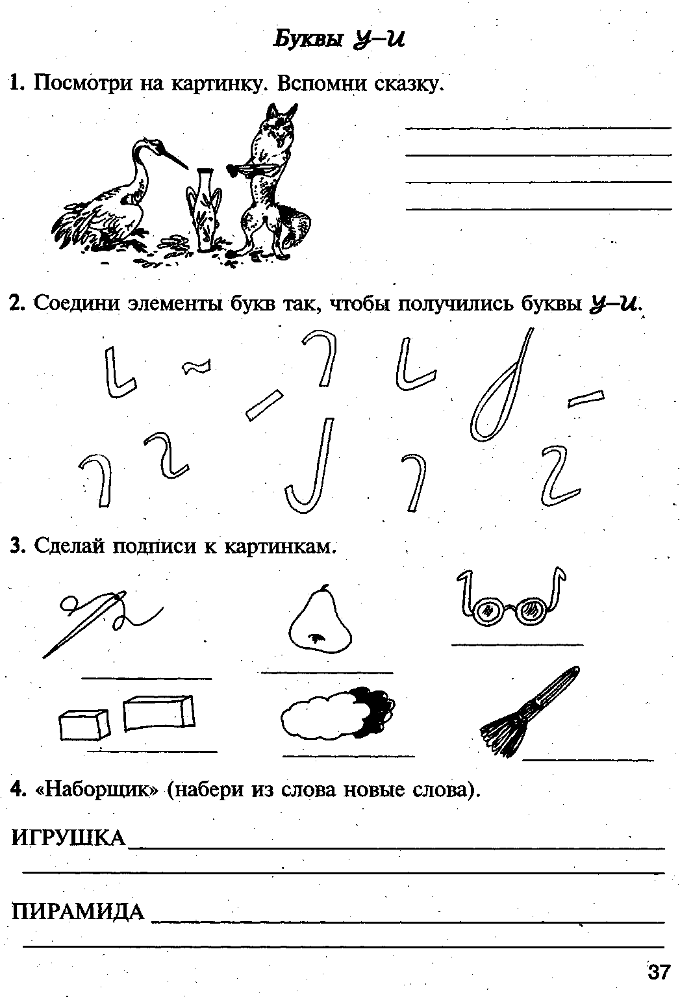 Буквы У–И
1. Посмотри на картинку. Вспомни сказку.
2. Соедини элементы букв так, чтобы получились буквы У–И.
3. Сделай подписи к картинкам.
4. «Наборщик» (набери из слова новые слова).
ИГРУШКА
ПИРАМИДА
37